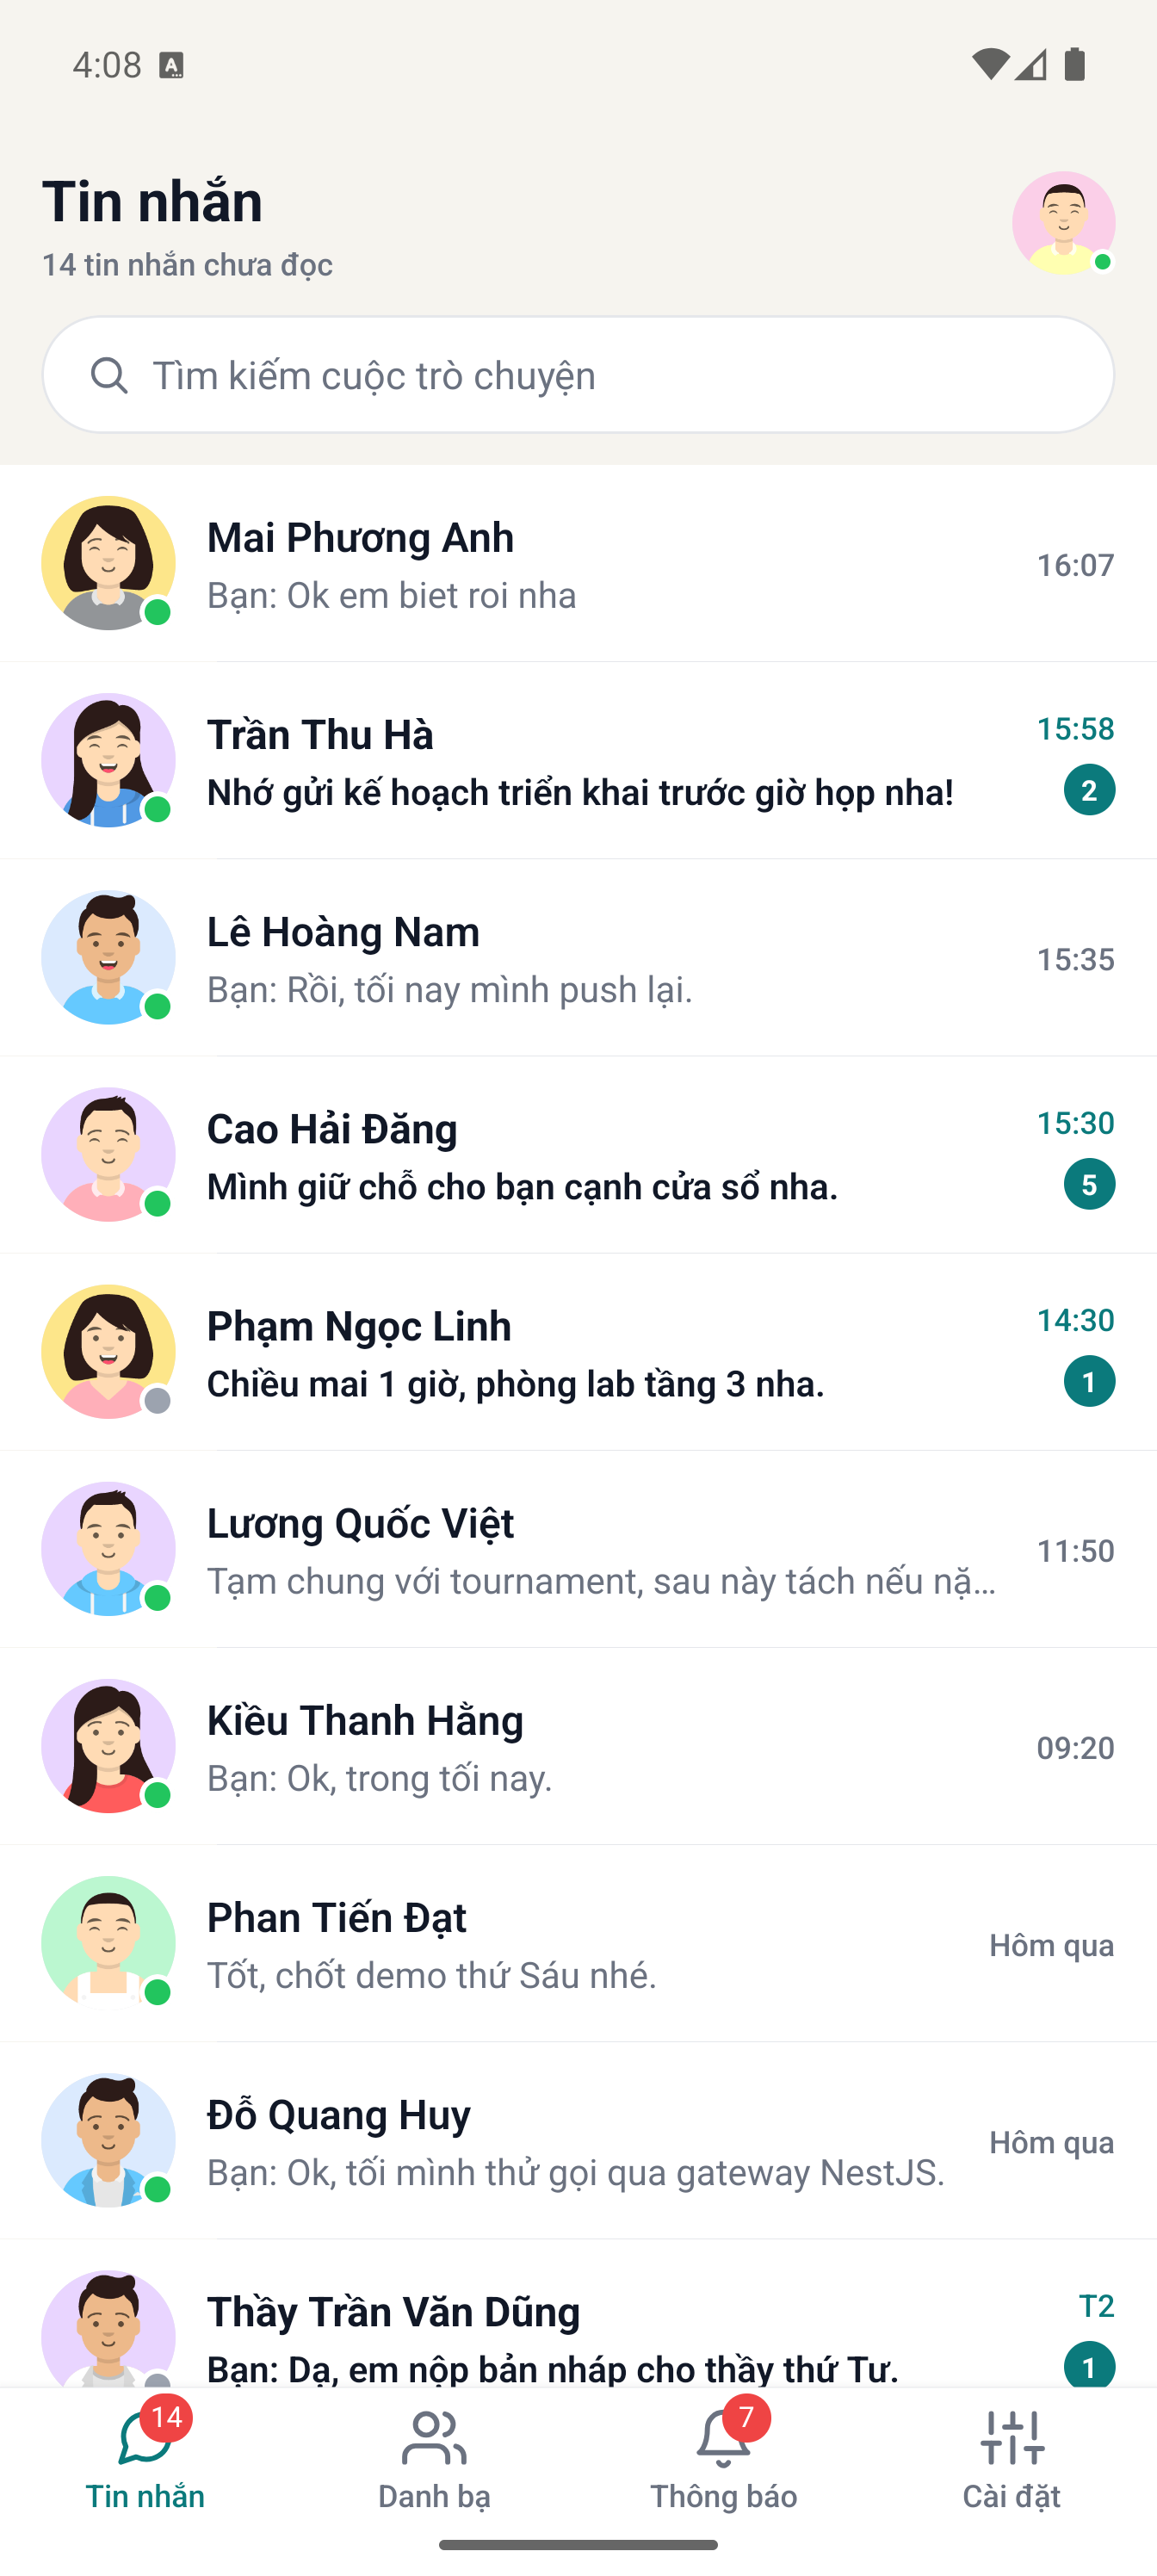 4:08
Tin nhắn
14 tin nhắn chưa đọc
Tìm kiếm cuộc trò chuyện
Mai Phương Anh
16:07
Bạn: Ok em biet roi nha
Trần Thu Hà
15:58
Nhớ gửi kế hoạch triển khai trước giờ họp nha!
2
Lê Hoàng Nam
15:35
Bạn: Rồi, tối nay mình push lại.
Cao Hải Đăng
15:30
Mình giữ chỗ cho bạn cạnh cửa sổ nha.
5
Phạm Ngọc Linh
14:30
Chiều mai 1 giờ, phòng lab tầng 3 nha.
1
Lương Quốc Việt
11:50
Tạm chung với tournament, sau này tách nếu nặ...
Kiều Thanh Hằng
09:20
Bạn: Ok, trong tối nay.
Phan Tiến Đạt
Hôm qua
Tốt, chốt demo thứ Sáu nhé.
Đỗ Quang Huy
Hôm qua
Bạn: Ok, tối mình thử gọi qua gateway NestJS.
Thầy Trần Văn Dũng
T2
Bạn: Dạ, em nộp bản nháp cho thầy thứ Tư.
1
14
7
Tin nhắn
Danh bạ
Thông báo
Cài đặt